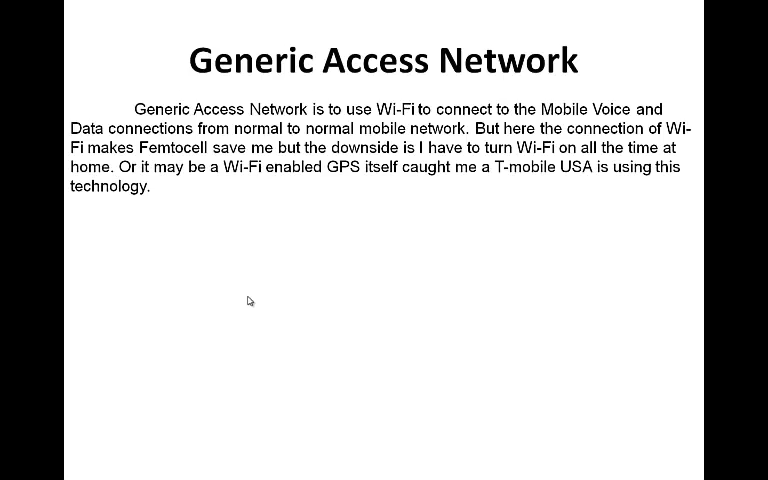 Generic Access Network
Generic Access Network is to use Wi-Fi to connect to the Mobile Voice and
Data connections from normal to normal mobile network. But here the connection of Wi-
Fi makes Femtocell save me but the downside is I have to turn Wi-Fi on all the time at
home. Or it may be a Wi-Fi enabled GPS itself caught me a T-mobile USA is using this
technology.